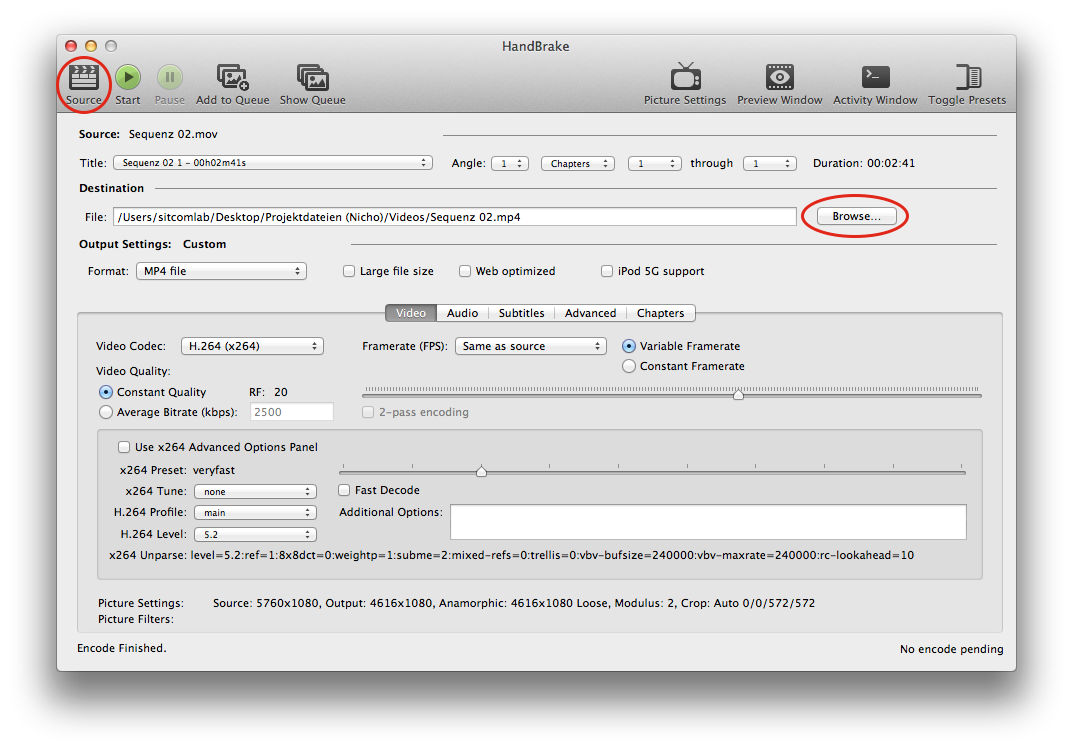 HandBrake
Source Start Pause Add to Queue Show Queue Picture Settings Preview Window Activity Window Toggle Presets
Source: Sequenz 02.mov
Title: Sequenz 02 1 - 00h02m41s Angle: 1 Chapters 1 through 1 Duration: 00:02:41
Destination
File: /Users/sitcomlab/Desktop/Projektdateien (Nicho)/Videos/Sequenz 02.mp4 Browse...
Output Settings: Custom
Format: MP4 file Large file size Web optimized iPod 5G support
Video Audio Subtitles Advanced Chapters
Video Codec: H.264 (x264) Framerate (FPS): Same as source Variable Framerate
Constant Framerate
Video Quality:
Constant Quality RF: 20
Average Bitrate (kbps): 2500 2-pass encoding
Use x264 Advanced Options Panel
x264 Preset: veryfast
x264 Tune: none Fast Decode
H.264 Profile: main Additional Options:
H.264 Level: 5.2
x264 Unparse: level=5.2:ref=1:8x8dct=0:weightp=1:subme=2:mixed-refs=0:trellis=0:vbv-bufsize=240000:vbv-maxrate=240000:rc-lookahead=10
Picture Settings: Source: 5760x1080, Output: 4616x1080, Anamorphic: 4616x1080 Loose, Modulus: 2, Crop: Auto 0/0/572/572
Picture Filters:
Encode Finished. No encode pending